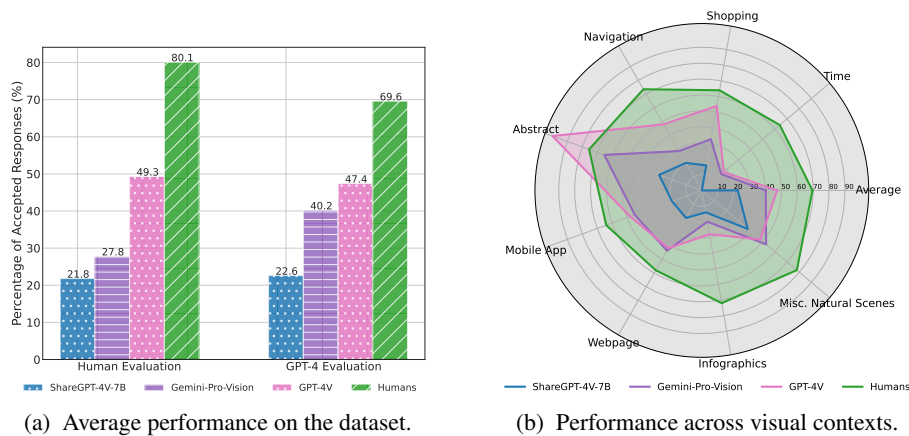 Percentage of Accepted Responses (%)
80
70
60
50
40
30
20
10
0
21.8
27.8
49.3
80.1
22.6
40.2
47.4
69.6
Human Evaluation
GPT-4 Evaluation
ShareGPT-4V-7B
Gemini-Pro-Vision
GPT-4V
Humans
(a) Average performance on the dataset.
Shopping
Navigation
Time
Abstract
10 20 30 40 50 60 70 80 90
Average
Mobile App
Misc. Natural Scenes
Webpage
Infographics
ShareGPT-4V-7B
Gemini-Pro-Vision
GPT-4V
Humans
(b) Performance across visual contexts.